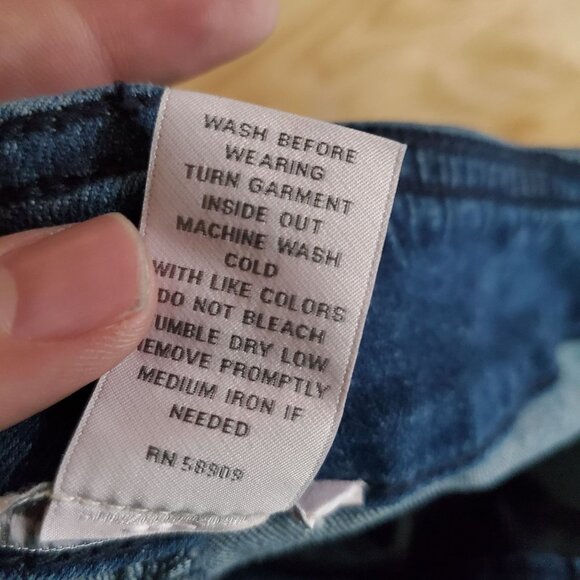 WASH BEFORE
WEARING
TURN GARMENT
INSIDE OUT
MACHINE WASH
COLD
WITH LIKE COLORS
DO NOT BLEACH
UMBLE DRY LOW
EMOVE PROMPTLY
MEDIUM IRON IF
NEEDED
RN 58909